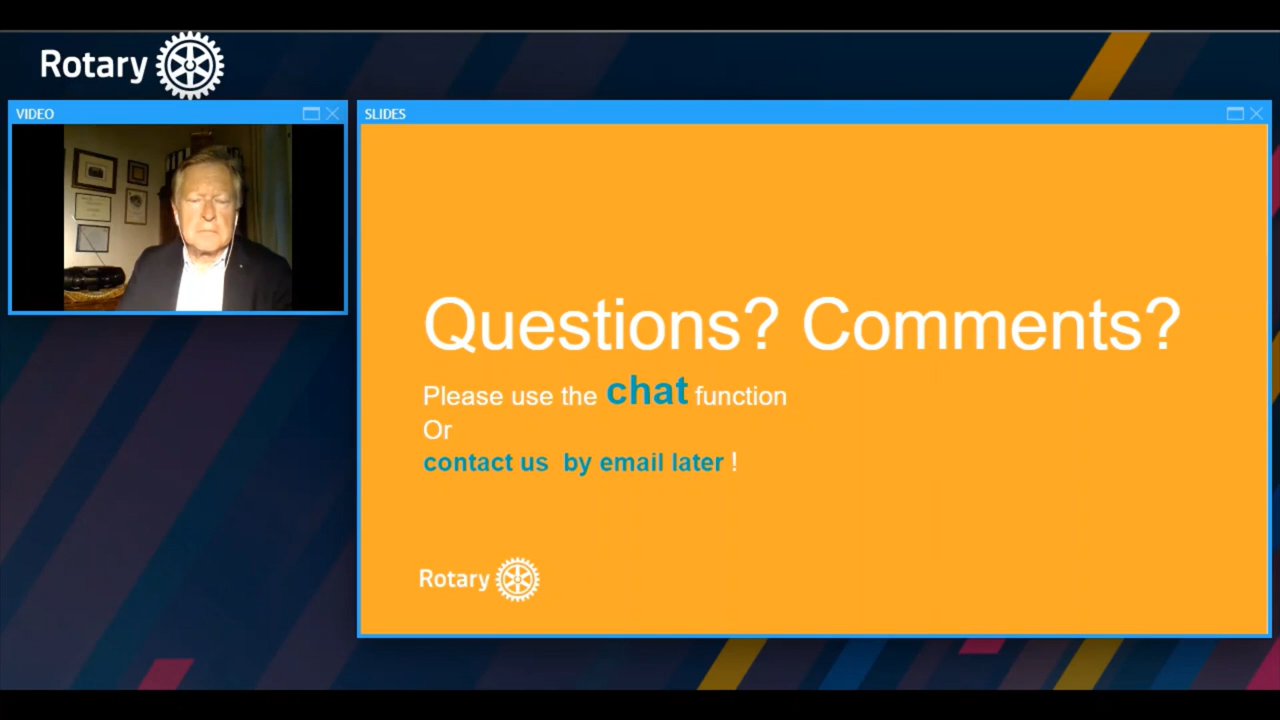 Rotary
VIDEO
SLIDES
Questions? Comments?
Please use the chat function
Or
contact us by email later !
Rotary